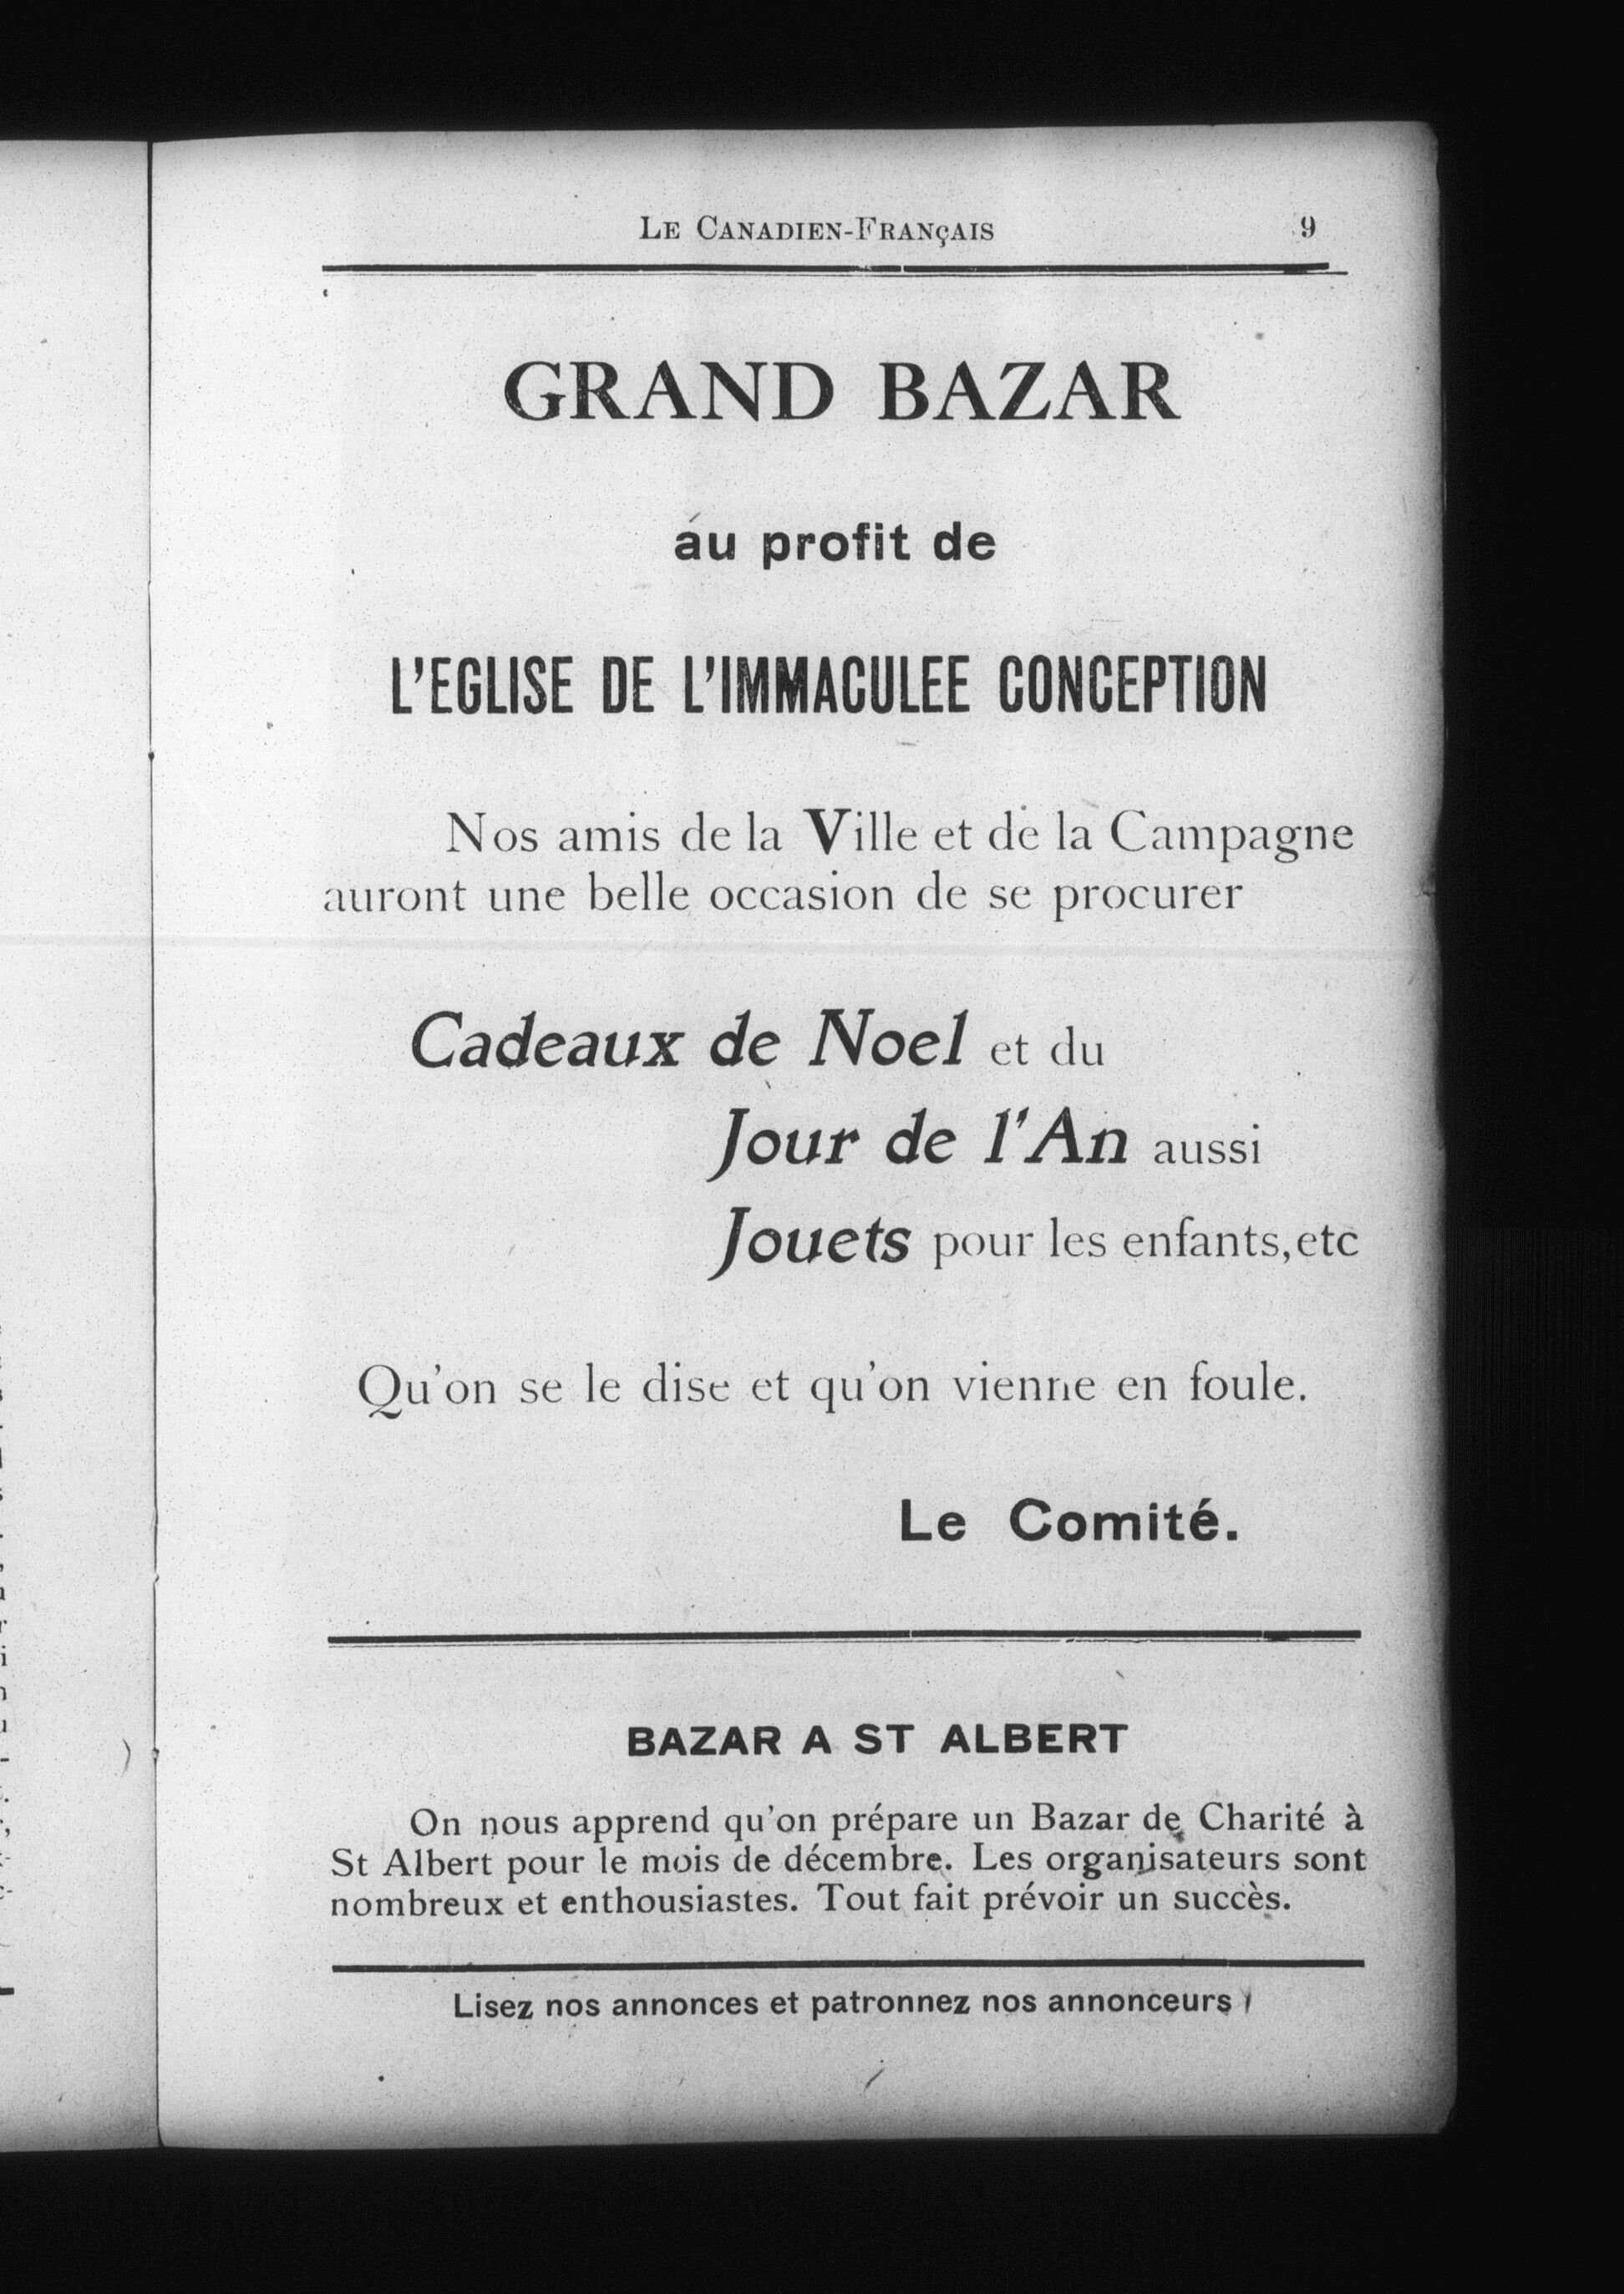 LE CANADIEN-FRANÇAIS 9
GRAND BAZAR
au profit de
L'EGLISE DE L'IMMACULEE CONCEPTION
Nos amis de la Ville et de la Campagne
auront une belle occasion de se procurer
Cadeaux de Noel et du
Jour de l'An aussi
Jouets pour les enfants, etc
Qu'on se le dise et qu'on vienne en foule.
Le Comité.
BAZAR A ST ALBERT
On nous apprend qu'on prépare un Bazar de Charité à
St Albert pour le mois de décembre. Les organisateurs sont
nombreux et enthousiastes. Tout fait prévoir un succès.
Lisez nos annonces et patronnez nos annonceurs